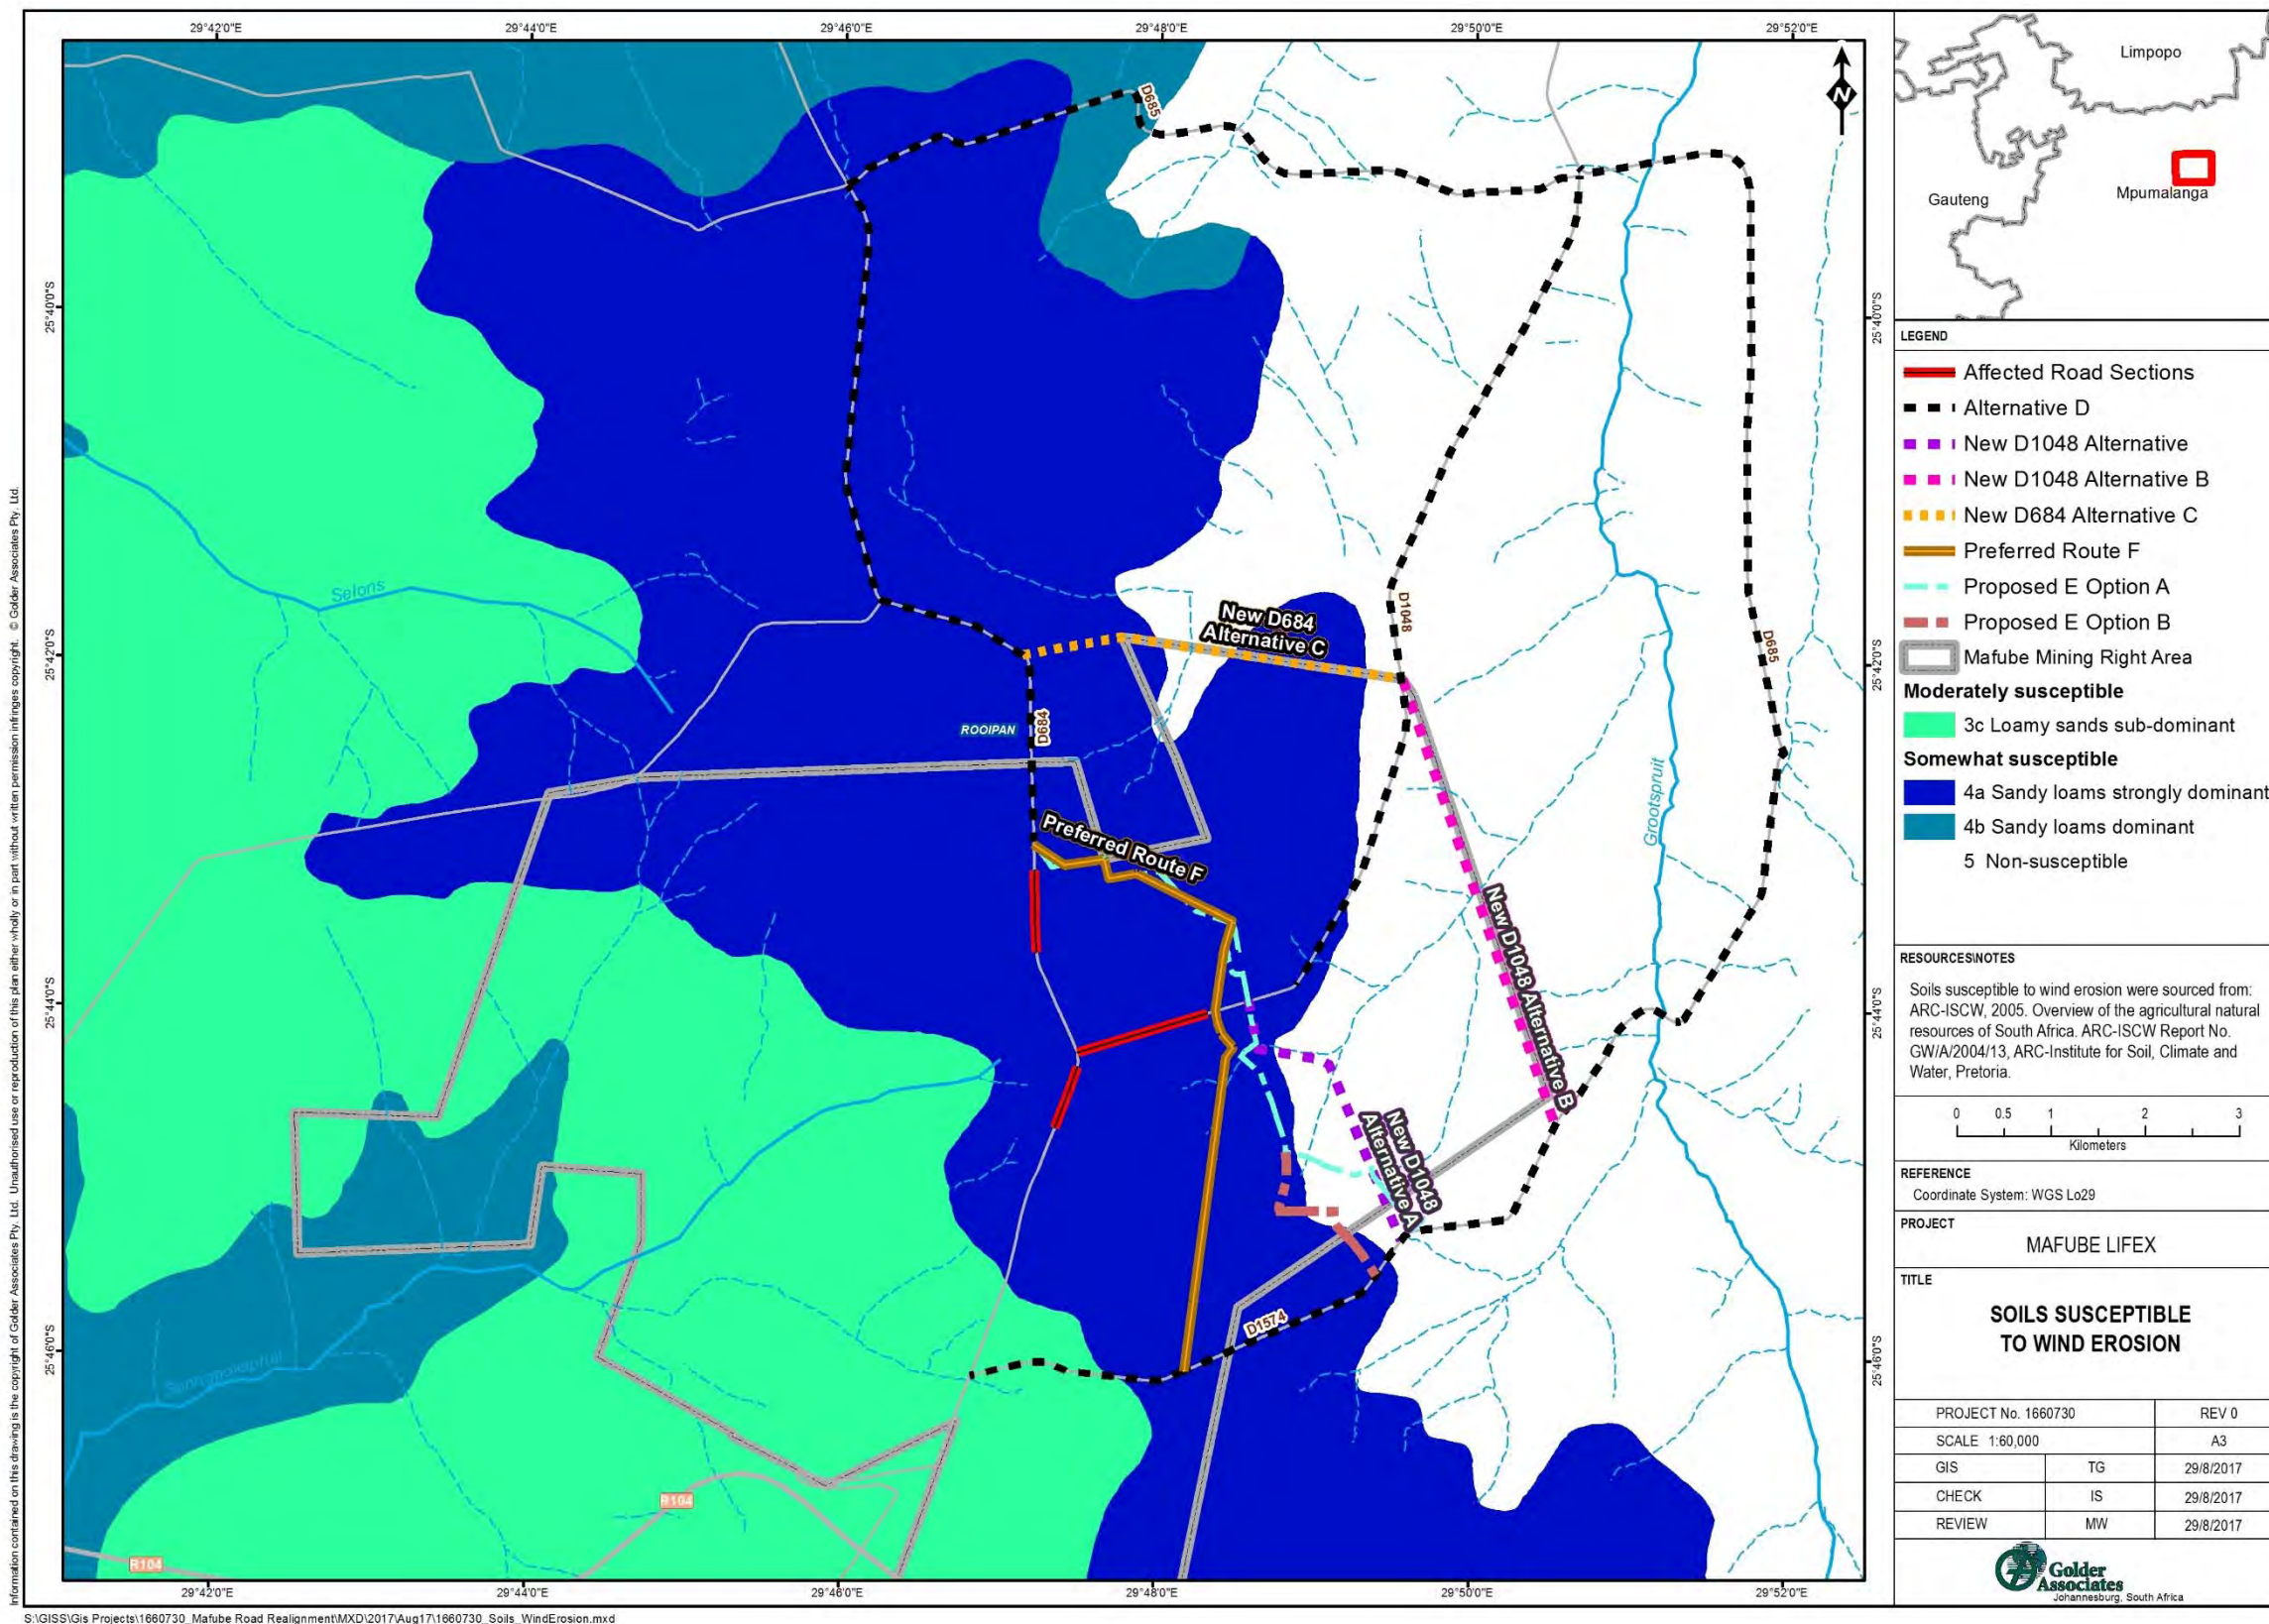 29°42'0"E
29°44'0"E
29°46'0"E
29°48'0"E
29°50'0"E
29°52'0"E
25°40'0"S
25°42'0"S
25°44'0"S
25°46'0"S
25°40'0"S
25°42'0"S
25°44'0"S
25°46'0"S
29°42'0"E
29°44'0"E
29°46'0"E
29°48'0"E
29°50'0"E
29°52'0"E
N
D685
D1048
D685
Selons
New D684
Alternative C
ROOIPAN
D684
Grootspruit
Preferred Route F
New D1048 Alternative B
New D1048
Alternative A
D1574
R104
R104
Limpopo
Gauteng
Mpumalanga
LEGEND
Affected Road Sections
Alternative D
New D1048 Alternative
New D1048 Alternative B
New D684 Alternative C
Preferred Route F
Proposed E Option A
Proposed E Option B
Mafube Mining Right Area
Moderately susceptible
3c Loamy sands sub-dominant
Somewhat susceptible
4a Sandy loams strongly dominant
4b Sandy loams dominant
5 Non-susceptible
RESOURCES\NOTES
Soils susceptible to wind erosion were sourced from:
ARC-ISCW, 2005. Overview of the agricultural natural
resources of South Africa. ARC-ISCW Report No.
GW/A/2004/13, ARC-Institute for Soil, Climate and
Water, Pretoria.
0 0.5 1 2 3
Kilometers
REFERENCE
Coordinate System: WGS Lo29
PROJECT
MAFUBE LIFEX
TITLE
SOILS SUSCEPTIBLE
TO WIND EROSION
PROJECT No. 1660730 REV 0
SCALE 1:60,000 A3
GIS TG 29/8/2017
CHECK IS 29/8/2017
REVIEW MW 29/8/2017
Golder
Associates
Johannesburg, South Africa
Information contained on this drawing is the copyright of Golder Associates Pty. Ltd. Unauthorised use or reproduction of this plan either wholly or in part without written permission infringes copyright. © Golder Associates Pty. Ltd.
S:\GISS\Gis Projects\1660730_Mafube Road Realignment\MXD\2017\Aug17\1660730_Soils_WindErosion.mxd